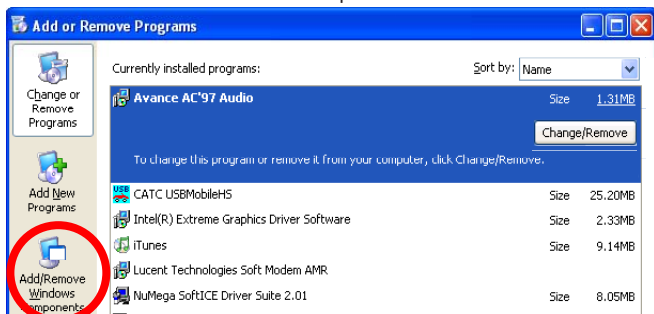 Add or Remove Programs
Change or
Remove
Programs
Currently installed programs:
Sort by: Name
Avance AC'97 Audio Size 1.31MB
Change/Remove
To change this program or remove it from your computer, click Change/Remove.
Add New
Programs
USB CATC USBMobileHS Size 25.20MB
Intel(R) Extreme Graphics Driver Software Size 2.33MB
iTunes Size 9.14MB
Lucent Technologies Soft Modem AMR
NuMega SoftICE Driver Suite 2.01 Size 8.05MB
Add/Remove
Windows
Components